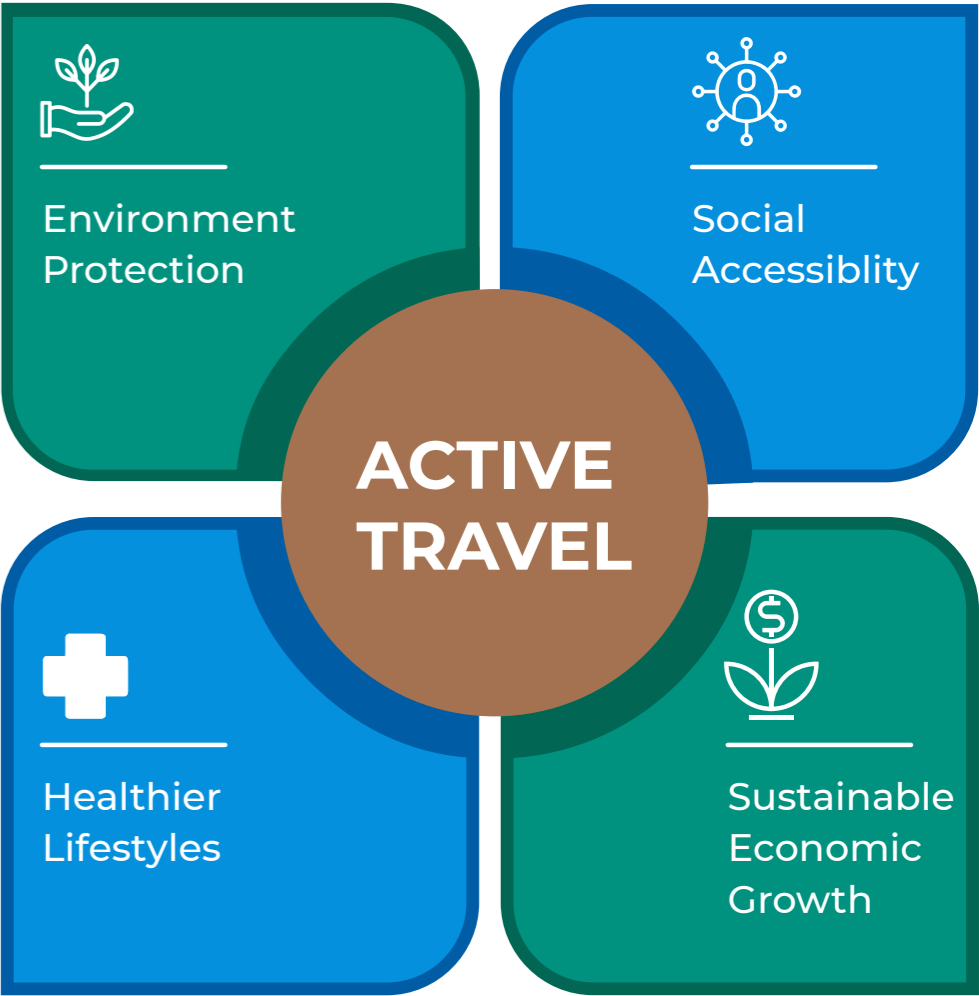 Environment
Protection
Social
Accessiblity
ACTIVE
TRAVEL
Healthier
Lifestyles
$
Sustainable
Economic
Growth